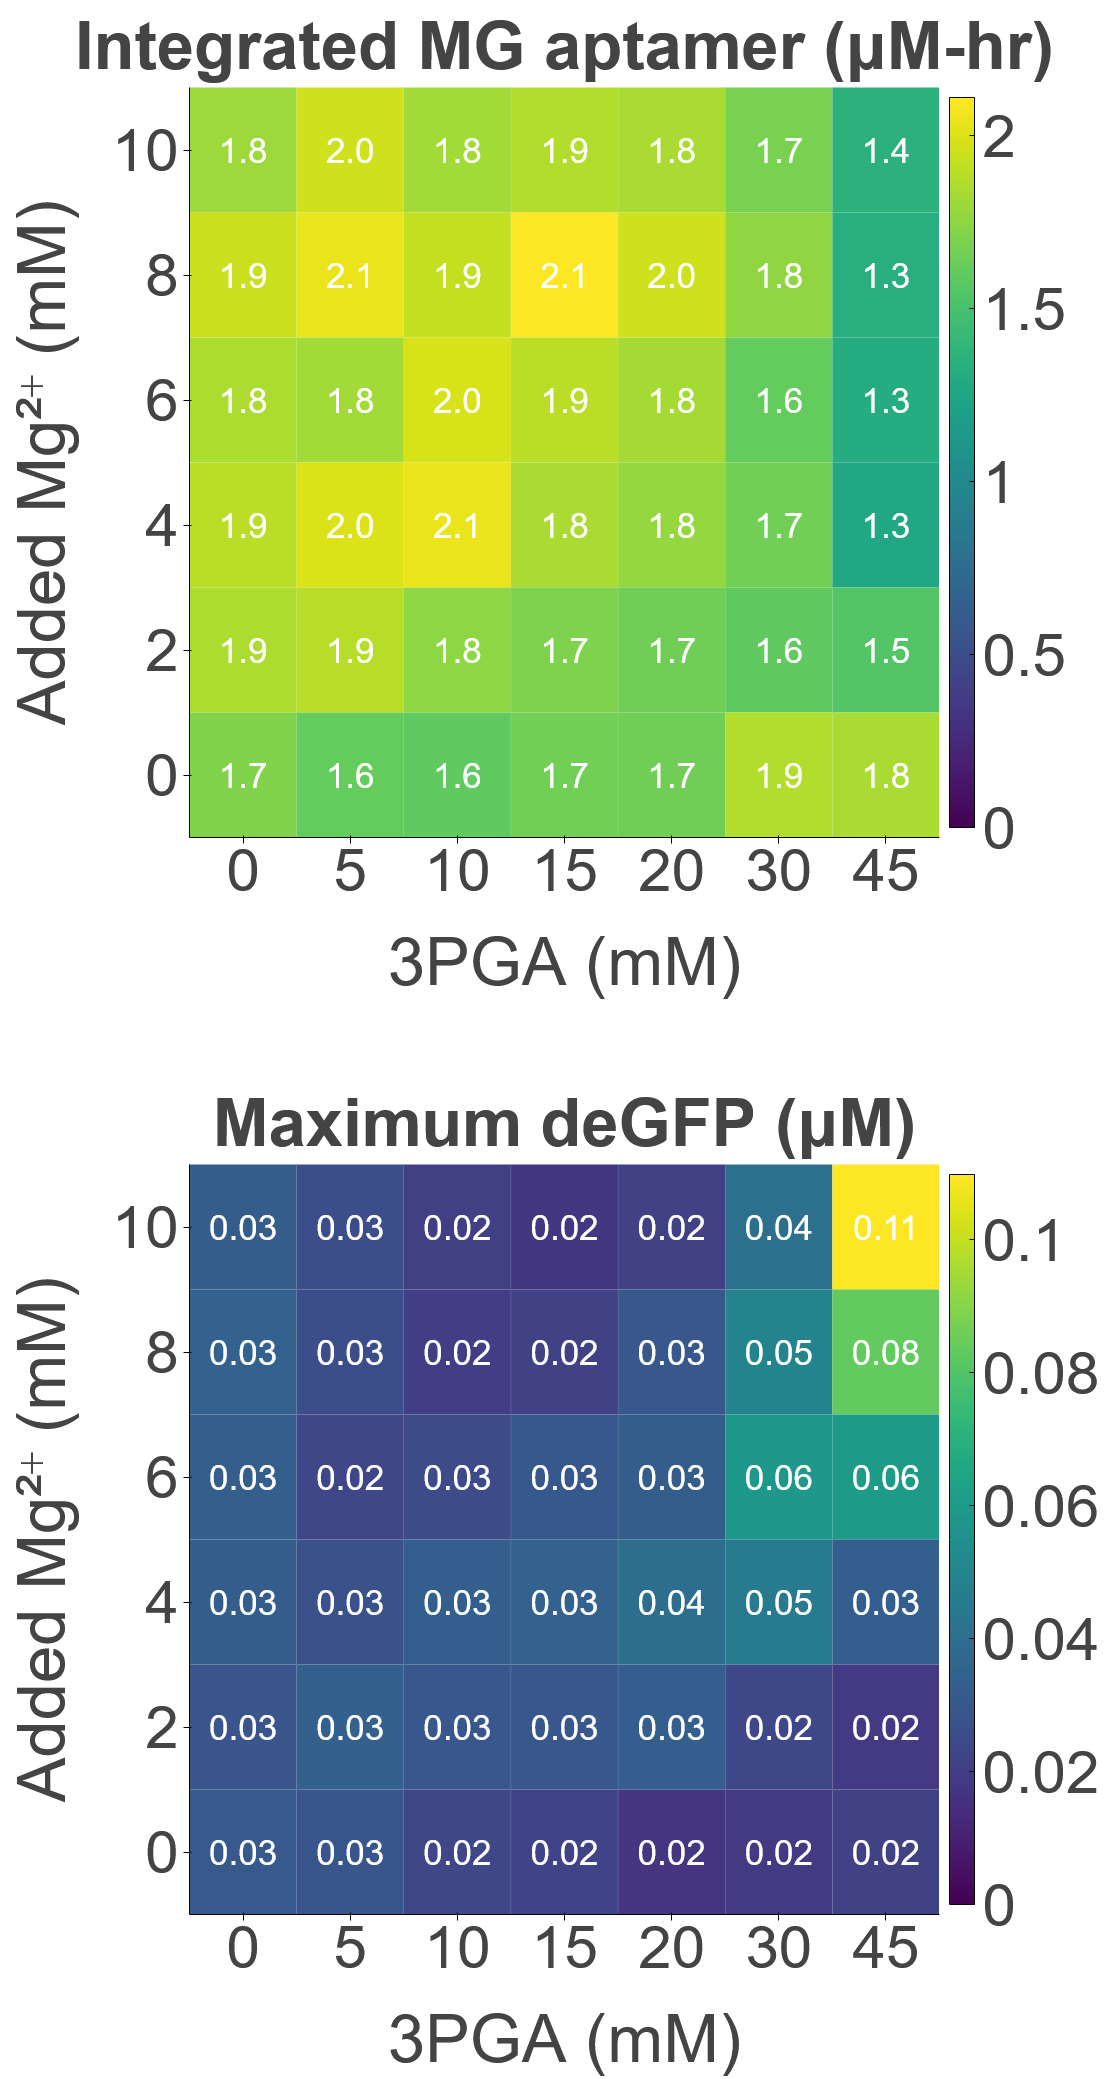 Integrated MG aptamer (µM-hr)
10 1.8 2.0 1.8 1.9 1.8 1.7 1.4 2
8 1.9 2.1 1.9 2.1 2.0 1.8 1.3 1.5
6 1.8 1.8 2.0 1.9 1.8 1.6 1.3
4 1.9 2.0 2.1 1.8 1.8 1.7 1.3 1
2 1.9 1.9 1.8 1.7 1.7 1.6 1.5 0.5
0 1.7 1.6 1.6 1.7 1.7 1.9 1.8 0
Added Mg²⁺ (mM)
0 5 10 15 20 30 45
3PGA (mM)
Maximum deGFP (µM)
10 0.03 0.03 0.02 0.02 0.02 0.04 0.11 0.1
8 0.03 0.03 0.02 0.02 0.03 0.05 0.08 0.08
6 0.03 0.02 0.03 0.03 0.03 0.06 0.06 0.06
4 0.03 0.03 0.03 0.03 0.04 0.05 0.03 0.04
2 0.03 0.03 0.03 0.03 0.03 0.02 0.02 0.02
0 0.03 0.03 0.02 0.02 0.02 0.02 0.02 0
Added Mg²⁺ (mM)
0 5 10 15 20 30 45
3PGA (mM)